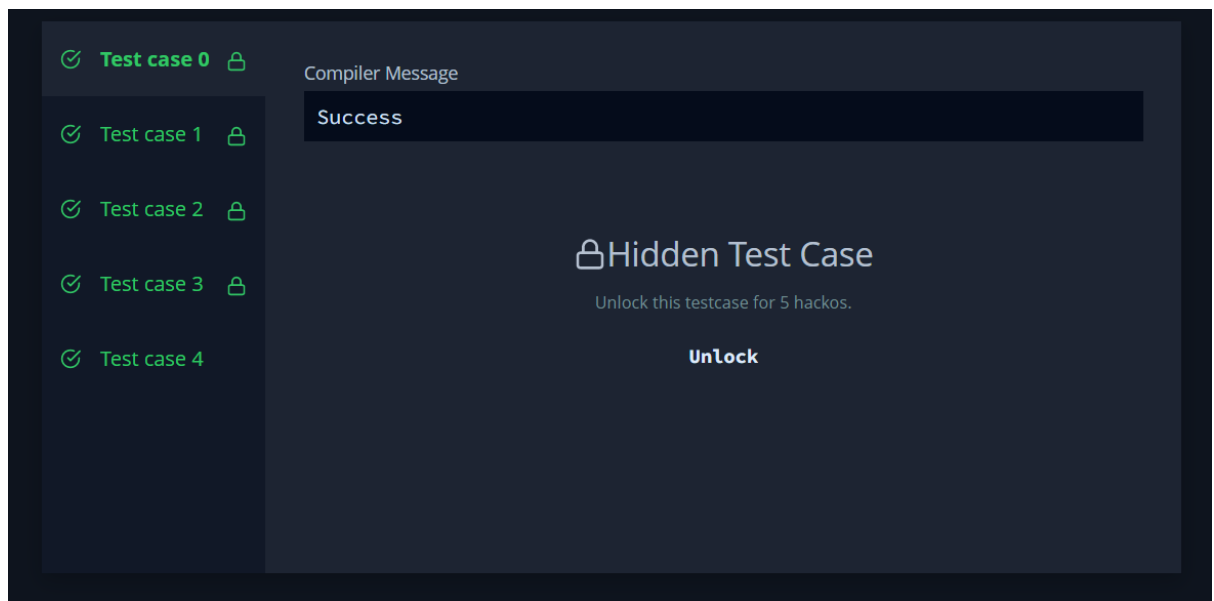 Test case 0
Test case 1
Test case 2
Test case 3
Test case 4
Compiler Message
Success
Hidden Test Case
Unlock this testcase for 5 hackos.
Unlock